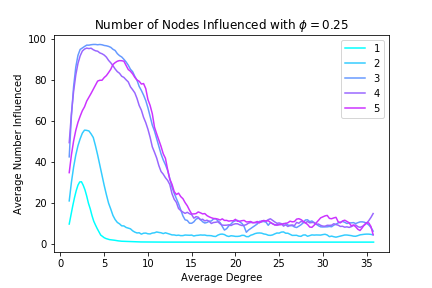 Number of Nodes Influenced with ϕ = 0.25
Average Number Influenced
100
80
60
40
20
0
0 5 10 15 20 25 30 35
Average Degree
1
2
3
4
5